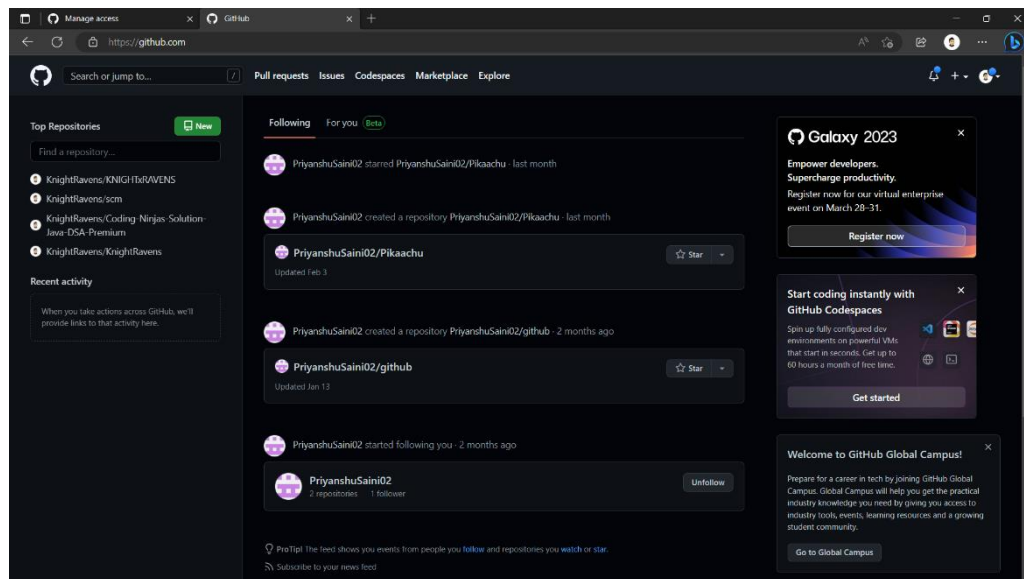 Manage access
GitHub
https://github.com
Search or jump to...
/
Pull requests Issues Codespaces Marketplace Explore
Top Repositories
New
Find a repository...
KnightRavens/KNIGHTxRAVENS
KnightRavens/scm
KnightRavens/Coding-Ninjas-Solution-
Java-DSA-Premium
KnightRavens/KnightRavens
Recent activity
When you take actions across GitHub, we'll
provide links to that activity here.
Following For you Beta
PriyanshuSaini02 starred PriyanshuSaini02/Pikaachu · last month
PriyanshuSaini02 created a repository PriyanshuSaini02/Pikaachu · last month
PriyanshuSaini02/Pikaachu
Star
Updated Feb 3
PriyanshuSaini02 created a repository PriyanshuSaini02/github · 2 months ago
PriyanshuSaini02/github
Star
Updated Jan 13
PriyanshuSaini02 started following you · 2 months ago
PriyanshuSaini02
2 repositories 1 follower
Unfollow
ProTip! The feed shows you events from people you follow and repositories you watch or star.
Subscribe to your news feed
Galaxy 2023
Empower developers.
Supercharge productivity.
Register now for our virtual enterprise
event on March 28-31.
Register now
Start coding instantly with
GitHub Codespaces
Spin up fully configured dev
environments on powerful VMs
that start in seconds. Get up to
60 hours a month of free time.
Get started
Welcome to GitHub Global Campus!
Prepare for a career in tech by joining GitHub Global
Campus. Global Campus will help you get the practical
industry knowledge you need by giving you access to
industry tools, events, learning resources and a growing
student community.
Go to Global Campus